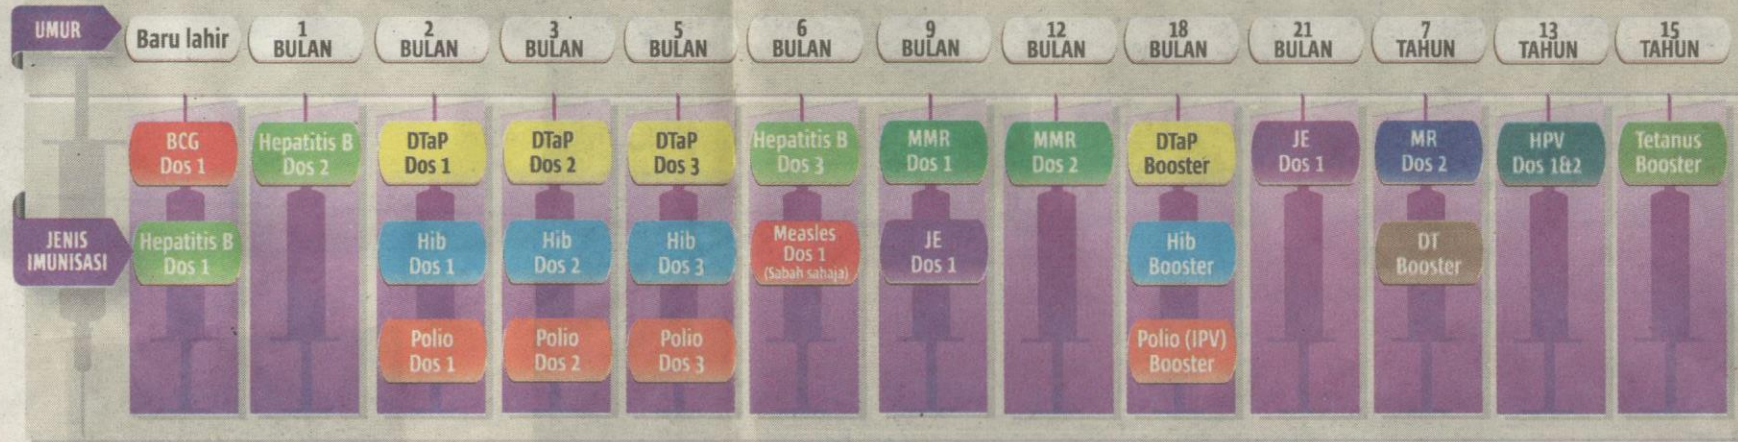 UMUR
Baru lahir
1
BULAN
2
BULAN
3
BULAN
5
BULAN
6
BULAN
9
BULAN
12
BULAN
18
BULAN
21
BULAN
7
TAHUN
13
TAHUN
15
TAHUN
JENIS
IMUNISASI
BCG
Dos 1
Hepatitis B
Dos 1
Hepatitis B
Dos 2
DTaP
Dos 1
Hib
Dos 1
Polio
Dos 1
DTaP
Dos 2
Hib
Dos 2
Polio
Dos 2
DTaP
Dos 3
Hib
Dos 3
Polio
Dos 3
Hepatitis B
Dos 3
Measles
Dos 1
(Sabah sahaja)
MMR
Dos 1
JE
Dos 1
MMR
Dos 2
DTaP
Booster
Hib
Booster
Polio (IPV)
Booster
JE
Dos 1
MR
Dos 2
DT
Booster
HPV
Dos 1&2
Tetanus
Booster